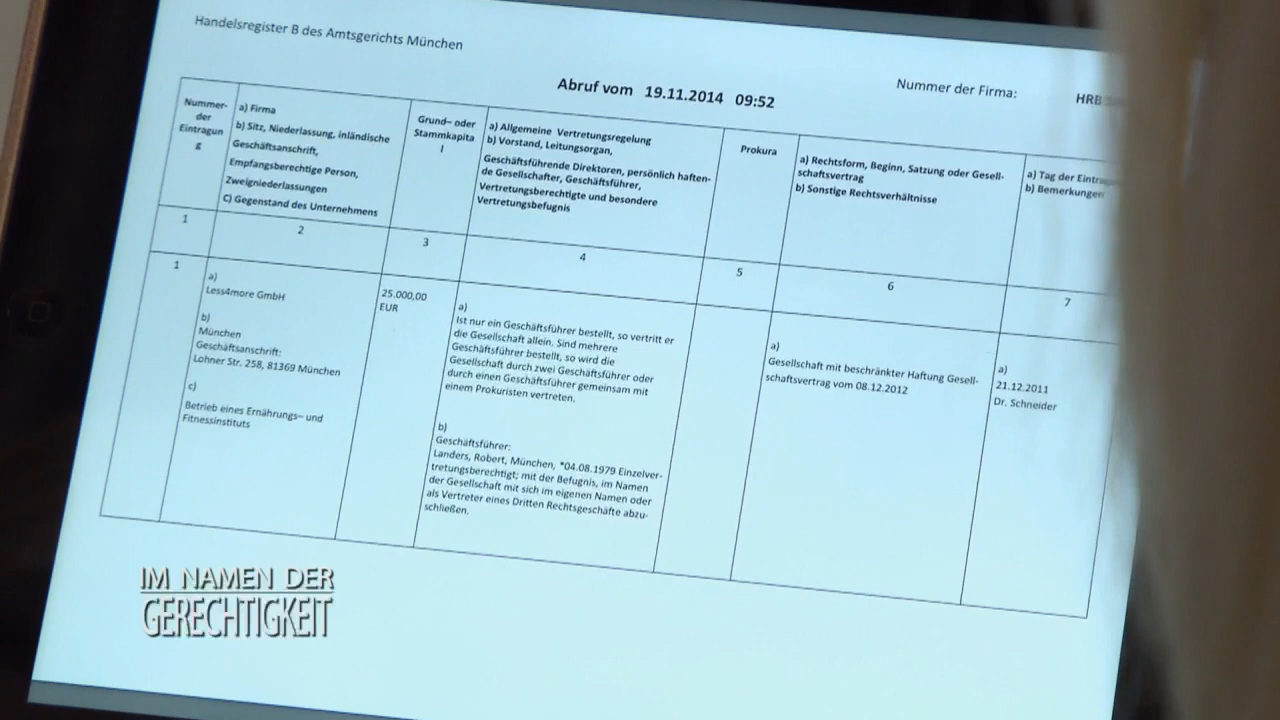 Handelsregister B des Amtsgerichts München
Abruf vom 19.11.2014 09:52
Nummer der Firma:
HRB
Nummer-
der
Eintragun
g
a) Firma
b) Sitz, Niederlassung, inländische
Geschäftsanschrift,
Empfangsberechtige Person,
Zweigniederlassungen
C) Gegenstand des Unternehmens
Grund- oder
Stammkapita
l
a) Allgemeine Vertretungsregelung
b) Vorstand, Leitungsorgan,
Geschäftsführende Direktoren, persönlich haften-
de Gesellschafter, Geschäftsführer,
Vertretungsberechtigte und besondere
Vertretungsbefugnis
Prokura
a) Rechtsform, Beginn, Satzung oder Gesell-
schaftsvertrag
b) Sonstige Rechtsverhältnisse
a) Tag der Eintragung
b) Bemerkungen
1
2
3
4
5
6
7
1
a)
Less4more GmbH
b)
München
Geschäftsanschrift:
Lohner Str. 258, 81369 München
c)
Betrieb eines Ernährungs- und
Fitnessinstituts
25.000,00
EUR
a)
Ist nur ein Geschäftsführer bestellt, so vertritt er
die Gesellschaft allein. Sind mehrere
Geschäftsführer bestellt, so wird die
Gesellschaft durch zwei Geschäftsführer oder
durch einen Geschäftsführer gemeinsam mit
einem Prokuristen vertreten.
b)
Geschäftsführer:
Landers, Robert, München, *04.08.1979 Einzelver-
tretungsberechtigt; mit der Befugnis, im Namen
der Gesellschaft mit sich im eigenen Namen oder
als Vertreter eines Dritten Rechtsgeschäfte abzu-
schließen.
a)
Gesellschaft mit beschränkter Haftung Gesell-
schaftsvertrag vom 08.12.2012
a)
21.12.2011
Dr. Schneider
IM NAMEN DER
GERECHTIGKEIT